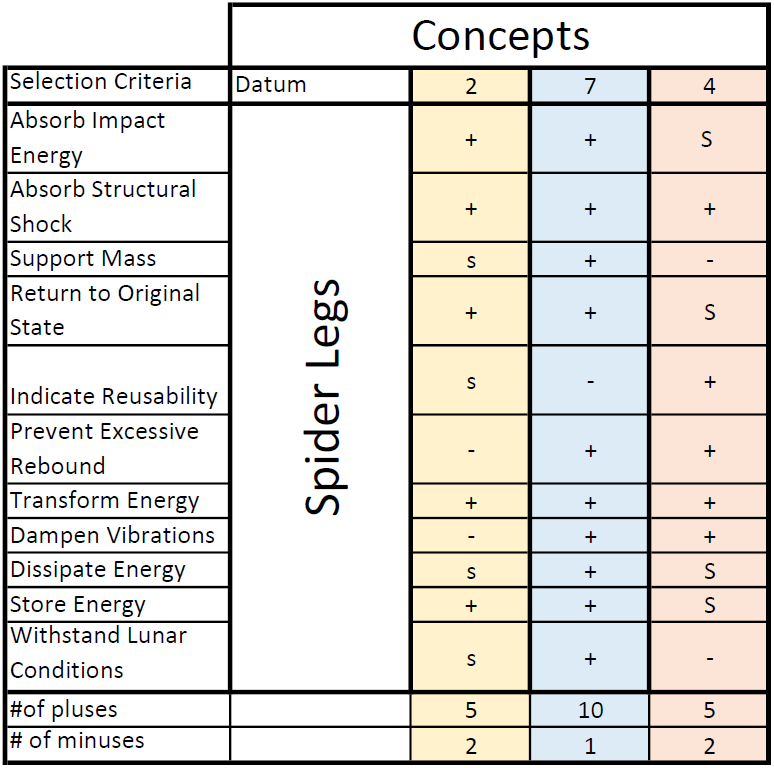 Concepts
Selection Criteria Datum 2 7 4
Absorb Impact
Energy + + S
Absorb Structural
Shock + + +
Support Mass s + -
Return to Original
State + + S
Indicate Reusability s - +
Prevent Excessive
Rebound - + +
Transform Energy + + +
Dampen Vibrations - + +
Dissipate Energy s + S
Store Energy + + S
Withstand Lunar
Conditions s + -
Spider Legs
#of pluses 5 10 5
# of minuses 2 1 2